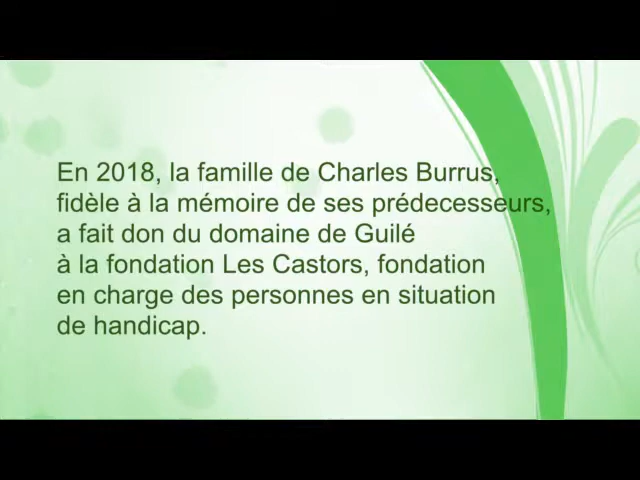 En 2018, la famille de Charles Burrus,
fidèle à la mémoire de ses prédecesseurs,
a fait don du domaine de Guilé
à la fondation Les Castors, fondation
en charge des personnes en situation
de handicap.